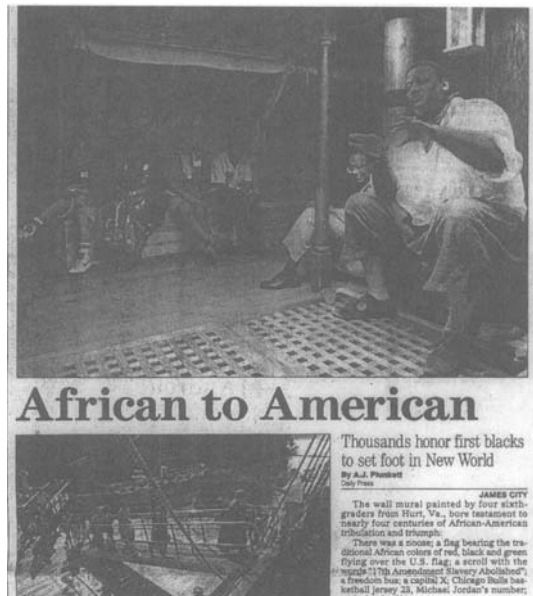 African to American
Thousands honor first blacks
to set foot in New World
By A.J. Plunkett
Daily Press
JAMES CITY
The wall mural painted by four sixth-
graders from Hurt, Va., bore testament to
nearly four centuries of African-American
tribulation and triumph:
There was a noose; a flag bearing the tra-
ditional African colors of red, black and green
flying over the U.S. flag; a scroll with the
words "17th Amendment Slavery Abolished";
a freedom bus; a capital X; Chicago Bulls bas-
ketball jersey 23, Michael Jordan's number;